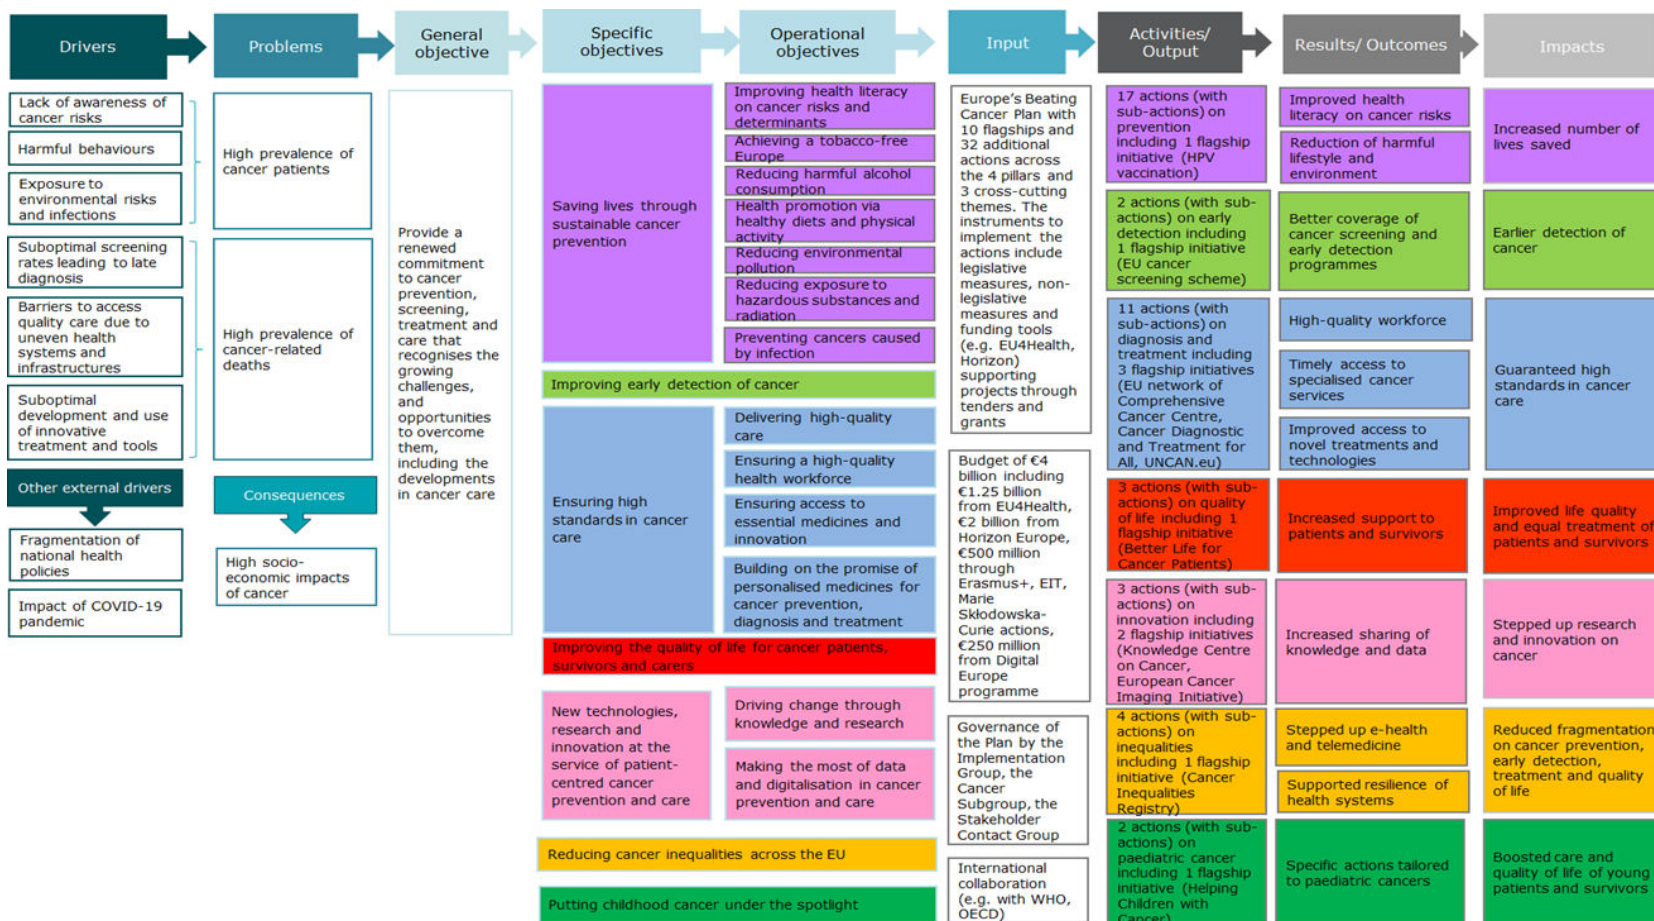 Drivers
Problems
General
objective
Specific
objectives
Operational
objectives
Input
Activities/
Output
Results/ Outcomes
Impacts
Lack of awareness of
cancer risks
Harmful behaviours
Exposure to
environmental risks
and infections
Suboptimal screening
rates leading to late
diagnosis
Barriers to access
quality care due to
uneven health
systems and
infrastructures
Suboptimal
development and use
of innovative
treatment and tools
Other external drivers
Fragmentation of
national health
policies
Impact of COVID-19
pandemic
High prevalence of
cancer patients
High prevalence of
cancer-related
deaths
Consequences
High socio-
economic impacts
of cancer
Provide a
renewed
commitment
to cancer
prevention,
screening,
treatment and
care that
recognises the
growing
challenges,
and
opportunities
to overcome
them,
including the
developments
in cancer care
Saving lives through
sustainable cancer
prevention
Improving health literacy
on cancer risks and
determinants
Achieving a tobacco-free
Europe
Reducing harmful alcohol
consumption
Health promotion via
healthy diets and physical
activity
Reducing environmental
pollution
Reducing exposure to
hazardous substances and
radiation
Preventing cancers caused
by infection
Improving early detection of cancer
Ensuring high
standards in cancer
care
Delivering high-quality
care
Ensuring a high-quality
health workforce
Ensuring access to
essential medicines and
innovation
Building on the promise of
personalised medicines for
cancer prevention,
diagnosis and treatment
Improving the quality of life for cancer patients,
survivors and carers
New technologies,
research and
innovation at the
service of patient-
centred cancer
prevention and care
Driving change through
knowledge and research
Making the most of data
and digitalisation in cancer
prevention and care
Reducing cancer inequalities across the EU
Putting childhood cancer under the spotlight
Europe's Beating
Cancer Plan with
10 flagships and
32 additional
actions across
the 4 pillars and
3 cross-cutting
themes. The
instruments to
implement the
actions include
legislative
measures, non-
legislative
measures and
funding tools
(e.g. EU4Health,
Horizon)
supporting
projects through
tenders and
grants
Budget of €4
billion including
€1.25 billion
from EU4Health,
€2 billion from
Horizon Europe,
€500 million
through
Erasmus+, EIT,
Marie
Skłodowska-
Curie actions,
€250 million
from Digital
Europe
programme
Governance of
the Plan by the
Implementation
Group, the
Cancer
Subgroup, the
Stakeholder
Contact Group
International
collaboration
(e.g. with WHO,
OECD)
17 actions (with
sub-actions) on
prevention
including 1 flagship
initiative (HPV
vaccination)
2 actions (with sub-
actions) on early
detection including
1 flagship initiative
(EU cancer
screening scheme)
11 actions (with
sub-actions) on
diagnosis and
treatment including
3 flagship initiatives
(EU network of
Comprehensive
Cancer Centre,
Cancer Diagnostic
and Treatment for
All, UNCAN.eu)
3 actions (with sub-
actions) on quality
of life including 1
flagship initiative
(Better Life for
Cancer Patients)
3 actions (with sub-
actions) on
innovation including
2 flagship initiatives
(Knowledge Centre
on Cancer,
European Cancer
Imaging Initiative)
4 actions (with sub-
actions) on
inequalities
including 1 flagship
initiative (Cancer
Inequalities
Registry)
2 actions (with sub-
actions) on
paediatric cancer
including 1 flagship
initiative (Helping
Children with
Cancer)
Improved health
literacy on cancer risks
Reduction of harmful
lifestyle and
environment
Better coverage of
cancer screening and
early detection
programmes
High-quality workforce
Timely access to
specialised cancer
services
Improved access to
novel treatments and
technologies
Increased support to
patients and survivors
Increased sharing of
knowledge and data
Stepped up e-health
and telemedicine
Supported resilience of
health systems
Specific actions tailored
to paediatric cancers
Increased number of
lives saved
Earlier detection of
cancer
Guaranteed high
standards in cancer
care
Improved life quality
and equal treatment of
patients and survivors
Stepped up research
and innovation on
cancer
Reduced fragmentation
on cancer prevention,
early detection,
treatment and quality
of life
Boosted care and
quality of life of young
patients and survivors